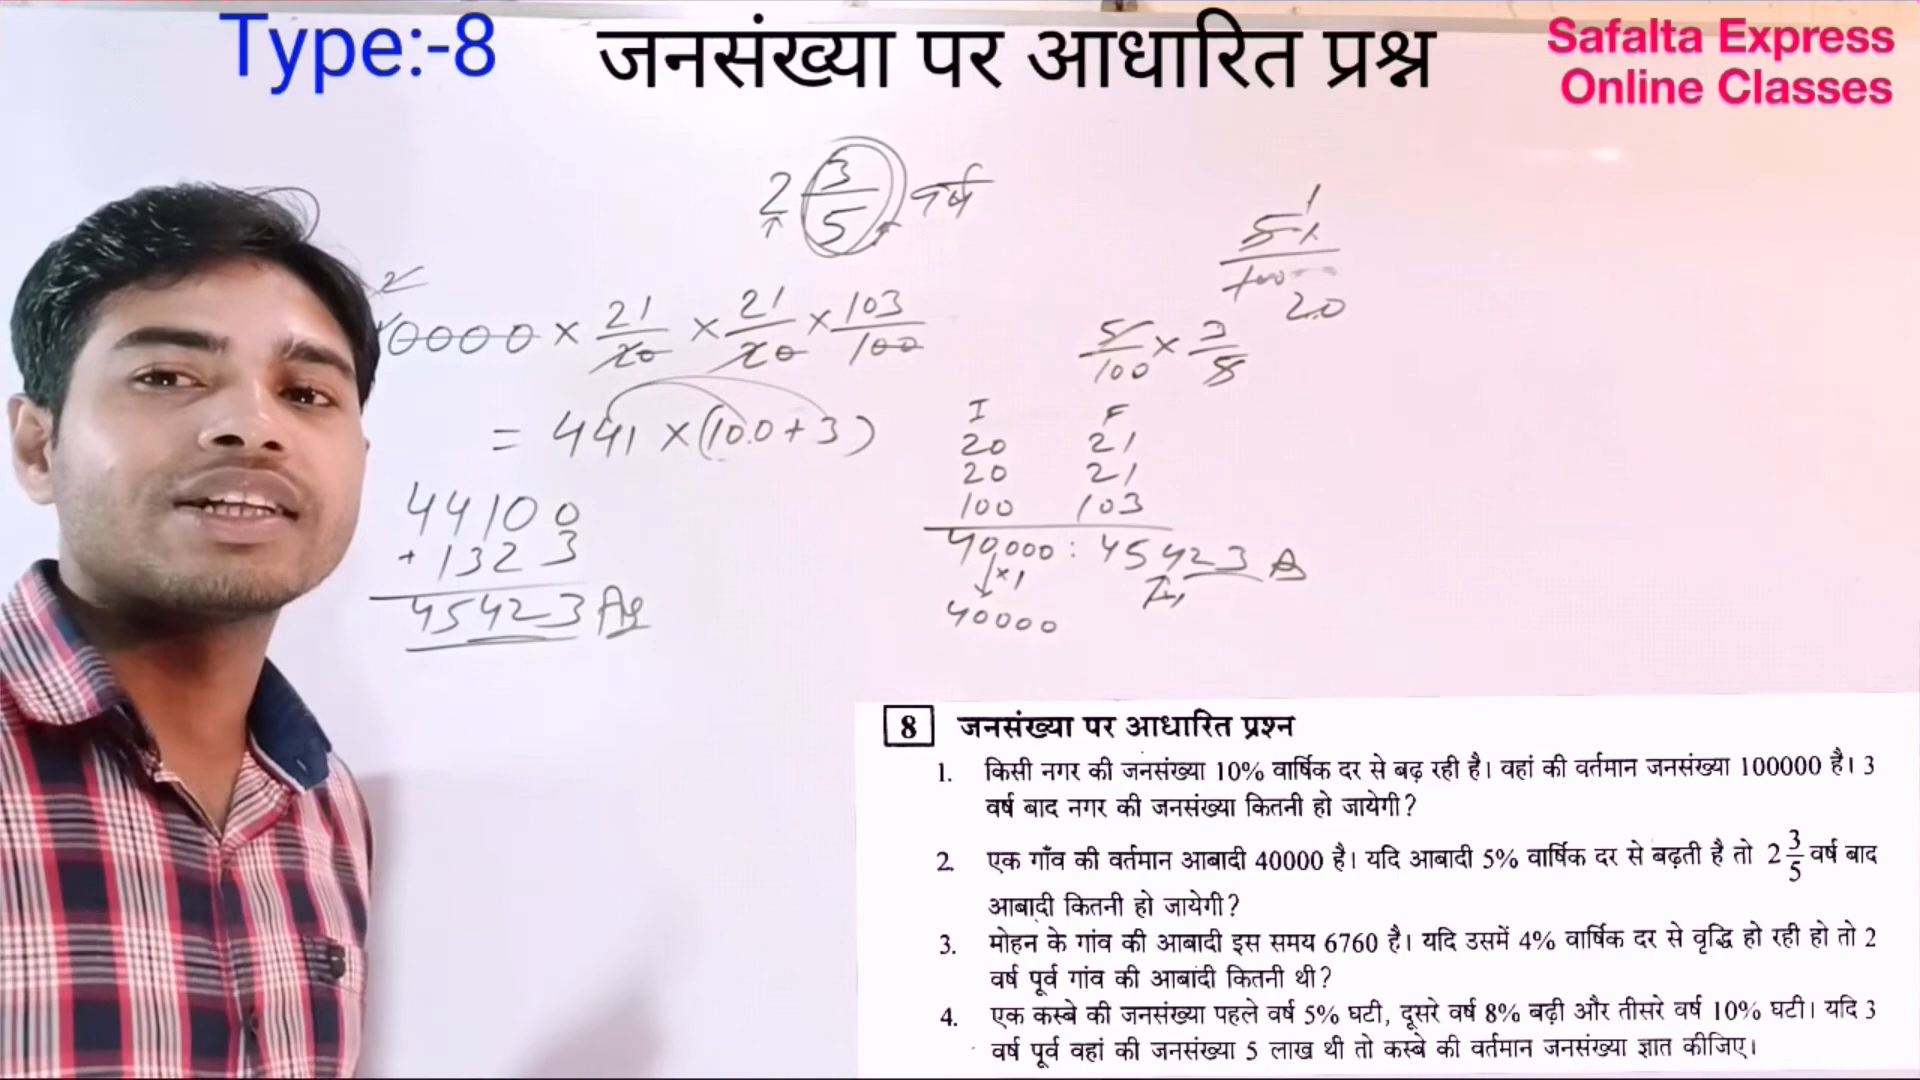 Type:-8 जनसंख्या पर आधारित प्रश्न
Safalta Express
Online Classes
2 3/5 वर्ष
51/100
20
0000 × 21/20 × 21/20 × 103/100
5/100 × 3/5
= 441 × (100 + 3)
I F
20 21
20 21
100 103
40000 : 45423
×1
40000
44100
+ 1323
45423 Ans
8 जनसंख्या पर आधारित प्रश्न
1. किसी नगर की जनसंख्या 10% वार्षिक दर से बढ़ रही है। वहां की वर्तमान जनसंख्या 100000 है। 3
वर्ष बाद नगर की जनसंख्या कितनी हो जायेगी?
2. एक गाँव की वर्तमान आबादी 40000 है। यदि आबादी 5% वार्षिक दर से बढ़ती है तो 2 3/5 वर्ष बाद
आबादी कितनी हो जायेगी?
3. मोहन के गांव की आबादी इस समय 6760 है। यदि उसमें 4% वार्षिक दर से वृद्धि हो रही हो तो 2
वर्ष पूर्व गांव की आबादी कितनी थी?
4. एक कस्बे की जनसंख्या पहले वर्ष 5% घटी, दूसरे वर्ष 8% बढ़ी और तीसरे वर्ष 10% घटी। यदि 3
वर्ष पूर्व वहां की जनसंख्या 5 लाख थी तो कस्बे की वर्तमान जनसंख्या ज्ञात कीजिए।